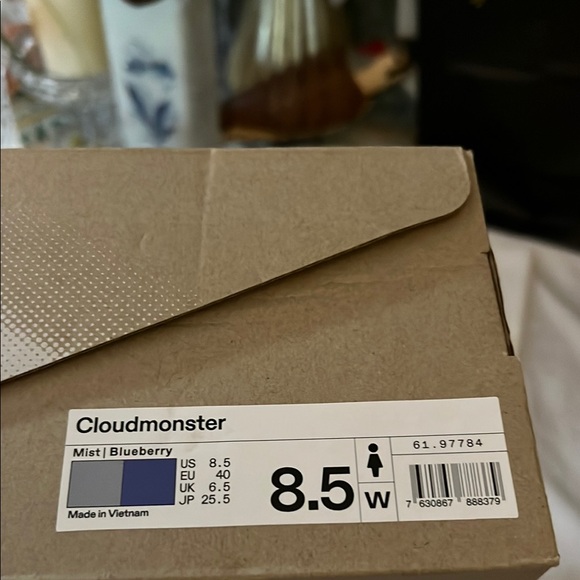 Cloudmonster
Mist | Blueberry
US 8.5
EU 40
UK 6.5
JP 25.5
Made in Vietnam
8.5
W
61.97784
7 630867 888379